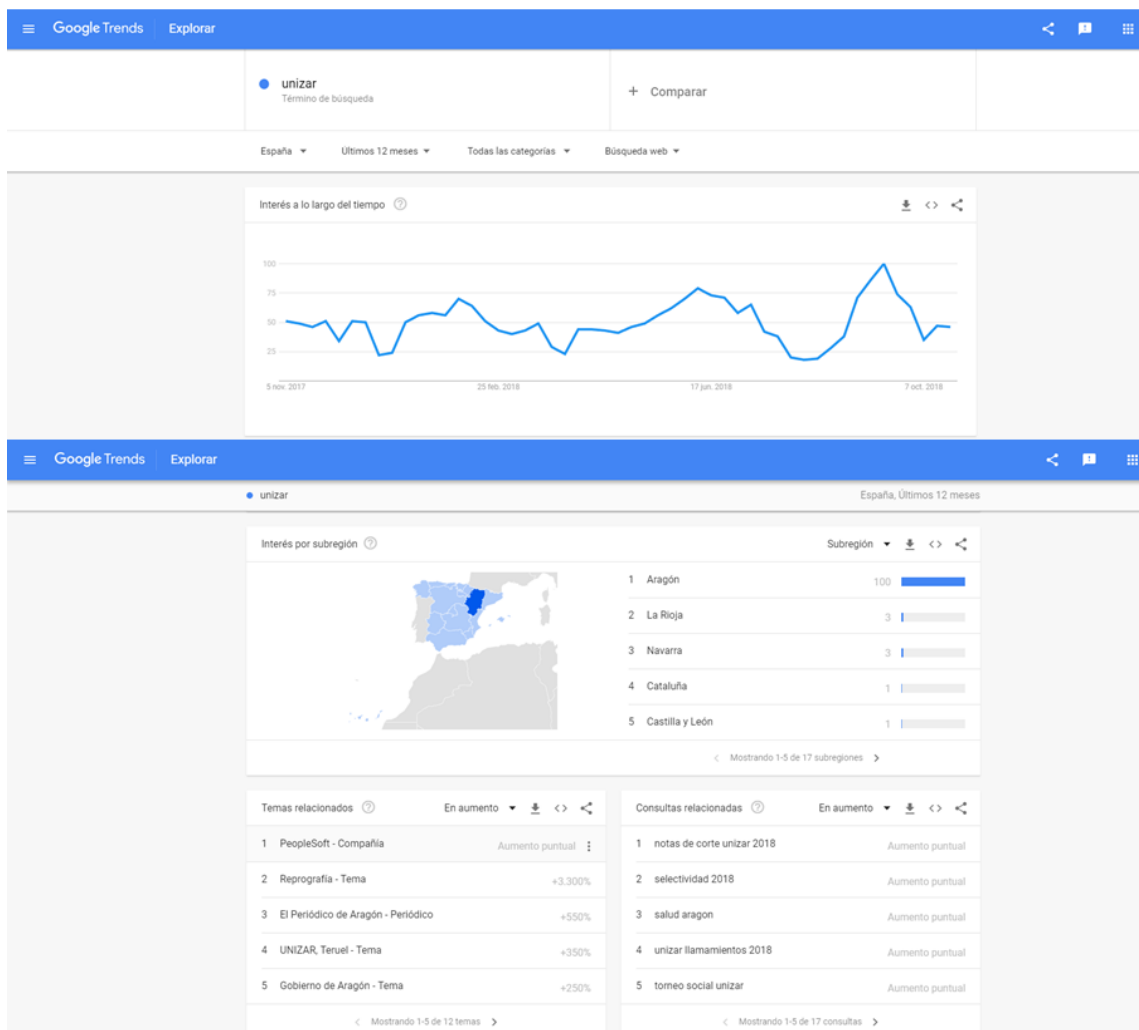 Google Trends Explorar
unizar
Término de búsqueda
+ Comparar
España Últimos 12 meses Todas las categorías Búsqueda web
Interés a lo largo del tiempo
100
75
50
25
5 nov. 2017 25 feb. 2018 17 jun. 2018 7 oct. 2018
Google Trends Explorar
unizar España, Últimos 12 meses
Interés por subregión Subregión
1 Aragón 100
2 La Rioja 3
3 Navarra 3
4 Cataluña 1
5 Castilla y León 1
Mostrando 1-5 de 17 subregiones
Temas relacionados En aumento
1 PeopleSoft - Compañía Aumento puntual
2 Reprografía - Tema +3.300%
3 El Periódico de Aragón - Periódico +550%
4 UNIZAR, Teruel - Tema +350%
5 Gobierno de Aragón - Tema +250%
Mostrando 1-5 de 12 temas
Consultas relacionadas En aumento
1 notas de corte unizar 2018 Aumento puntual
2 selectividad 2018 Aumento puntual
3 salud aragon Aumento puntual
4 unizar llamamientos 2018 Aumento puntual
5 torneo social unizar Aumento puntual
Mostrando 1-5 de 17 consultas